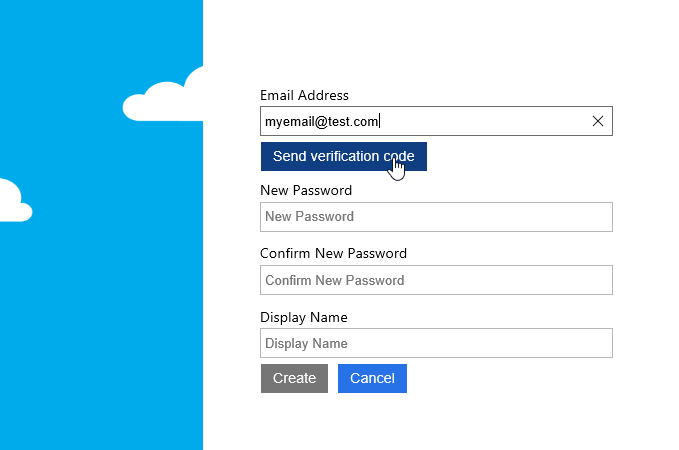 Email Address
myemail@test.com
Send verification code
New Password
New Password
Confirm New Password
Confirm New Password
Display Name
Display Name
Create Cancel